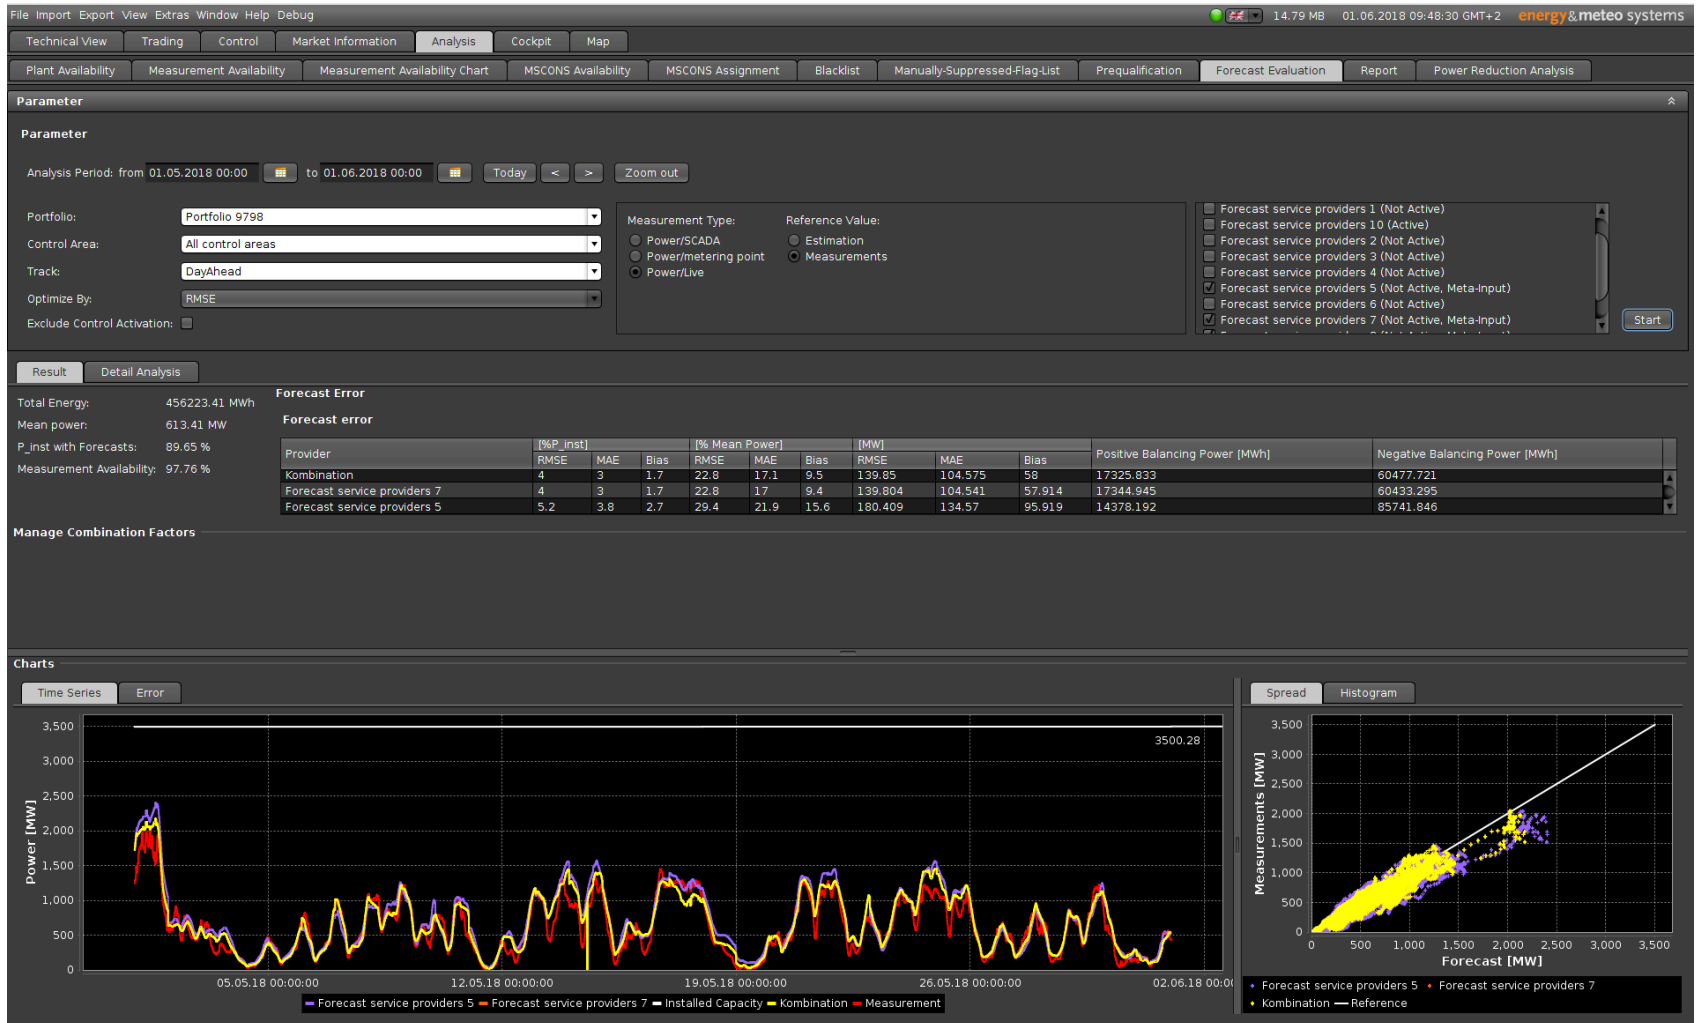 File Import Export View Extras Window Help Debug
14.79 MB 01.06.2018 09:48:30 GMT+2 energy&meteo systems
Technical View Trading Control Market Information Analysis Cockpit Map
Plant Availability Measurement Availability Measurement Availability Chart MSCONS Availability MSCONS Assignment Blacklist Manually-Suppressed-Flag-List Prequalification Forecast Evaluation Report Power Reduction Analysis
Parameter
Parameter
Analysis Period: from 01.05.2018 00:00 to 01.06.2018 00:00 Today < > Zoom out
Portfolio: Portfolio 9798
Control Area: All control areas
Track: DayAhead
Optimize By: RMSE
Exclude Control Activation:
Measurement Type: Reference Value:
Power/SCADA Estimation
Power/metering point Measurements
Power/Live
Forecast service providers 1 (Not Active)
Forecast service providers 10 (Active)
Forecast service providers 2 (Not Active)
Forecast service providers 3 (Not Active)
Forecast service providers 4 (Not Active)
Forecast service providers 5 (Not Active, Meta-Input)
Forecast service providers 6 (Not Active)
Forecast service providers 7 (Not Active, Meta-Input)
Start
Result Detail Analysis
Total Energy: 456223.41 MWh
Mean power: 613.41 MW
P_inst with Forecasts: 89.65 %
Measurement Availability: 97.76 %
Forecast Error
Forecast error
Provider [%P_inst] [% Mean Power] [MW] Positive Balancing Power [MWh] Negative Balancing Power [MWh]
RMSE MAE Bias RMSE MAE Bias RMSE MAE Bias
Kombination 4 3 1.7 22.8 17.1 9.5 139.85 104.575 58 17325.833 60477.721
Forecast service providers 7 4 3 1.7 22.8 17 9.4 139.804 104.541 57.914 17344.945 60433.295
Forecast service providers 5 5.2 3.8 2.7 29.4 21.9 15.6 180.409 134.57 95.919 14378.192 85741.846
Manage Combination Factors
Charts
Time Series Error
3,500
3,000
2,500
2,000
1,500
1,000
500
0
Power [MW]
3500.28
05.05.18 00:00:00 12.05.18 00:00:00 19.05.18 00:00:00 26.05.18 00:00:00 02.06.18 00:00
Forecast service providers 5 Forecast service providers 7 Installed Capacity Kombination Measurement
Spread Histogram
3,500
3,000
2,500
2,000
1,500
1,000
500
0
Measurements [MW]
0 500 1,000 1,500 2,000 2,500 3,000 3,500
Forecast [MW]
Forecast service providers 5 Forecast service providers 7
Kombination Reference